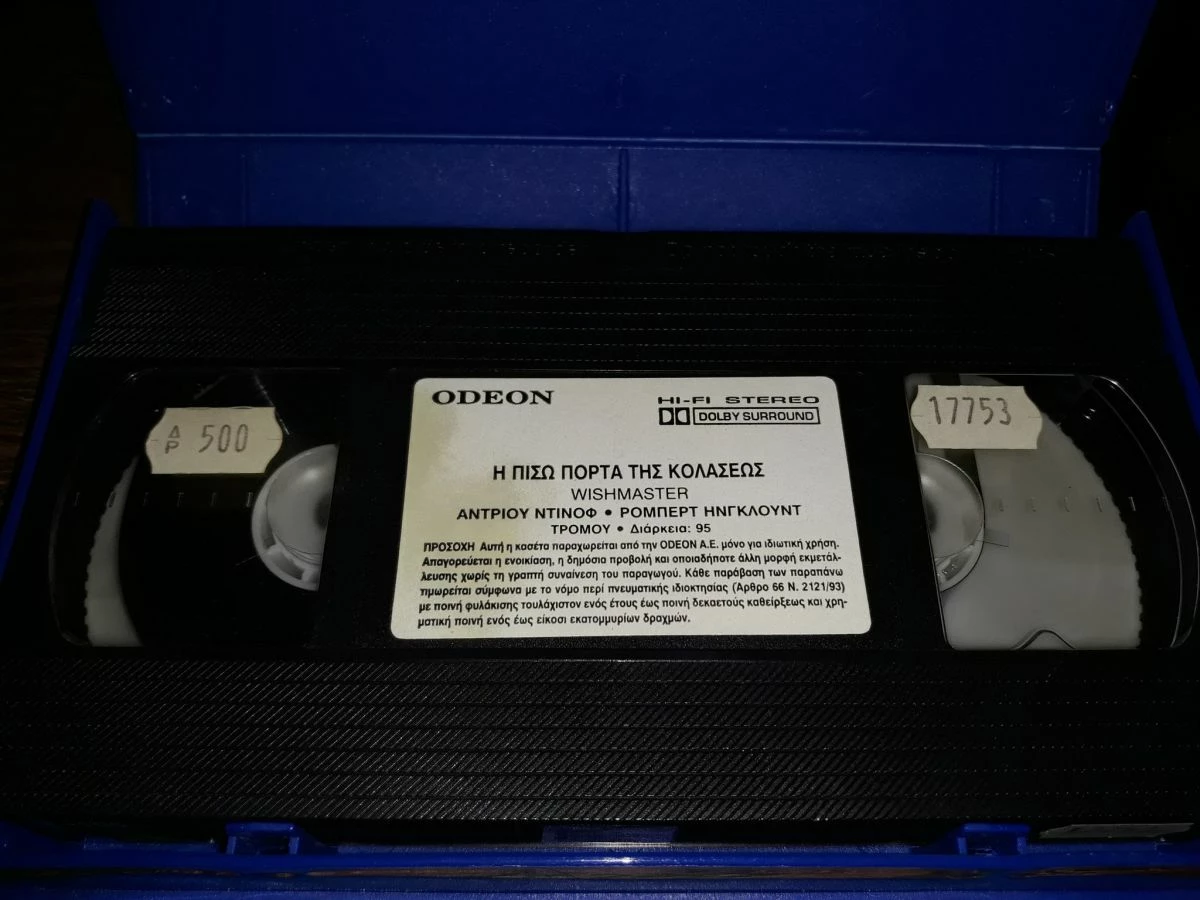 Δ
Ρ 500
17753
ODEON
HI-FI STEREO
DOLBY SURROUND
Η ΠΙΣΩ ΠΟΡΤΑ ΤΗΣ ΚΟΛΑΣΕΩΣ
WISHMASTER
ΑΝΤΡΙΟΥ ΝΤΙΝΟΦ • ΡΟΜΠΕΡΤ ΗΝΓΚΛΟΥΝΤ
ΤΡΟΜΟΥ • Διάρκεια: 95
ΠΡΟΣΟΧΗ Αυτή η κασέτα παραχωρείται από την ODEON A.E. μόνο για ιδιωτική χρήση.
Απαγορεύεται η ενοικίαση, η δημόσια προβολή και οποιαδήποτε άλλη μορφή εκμετάλ-
λευσης χωρίς τη γραπτή συναίνεση του παραγωγού. Κάθε παράβαση των παραπάνω
τιμωρείται σύμφωνα με το νόμο περί πνευματικής ιδιοκτησίας (Άρθρο 66 Ν. 2121/93)
με ποινή φυλάκισης τουλάχιστον ενός έτους έως ποινή δεκαετούς καθείρξεως και χρη-
ματική ποινή ενός έως είκοσι εκατομμυρίων δραχμών.